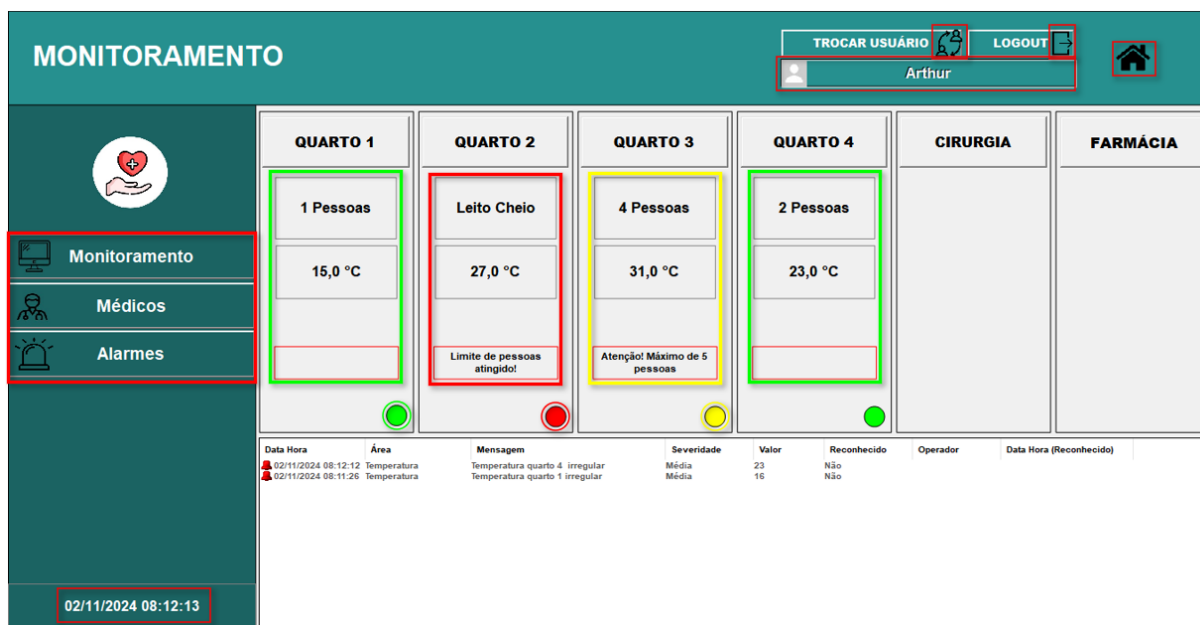 MONITORAMENTO
TROCAR USUÁRIO
LOGOUT
Arthur
Monitoramento
Médicos
Alarmes
02/11/2024 08:12:13
QUARTO 1
1 Pessoas
15,0 °C
QUARTO 2
Leito Cheio
27,0 °C
Limite de pessoas
atingido!
QUARTO 3
4 Pessoas
31,0 °C
Atenção! Máximo de 5
pessoas
QUARTO 4
2 Pessoas
23,0 °C
CIRURGIA
FARMÁCIA
Data Hora Área Mensagem Severidade Valor Reconhecido Operador Data Hora (Reconhecido)
02/11/2024 08:12:12 Temperatura Temperatura quarto 4 irregular Média 23 Não
02/11/2024 08:11:26 Temperatura Temperatura quarto 1 irregular Média 16 Não